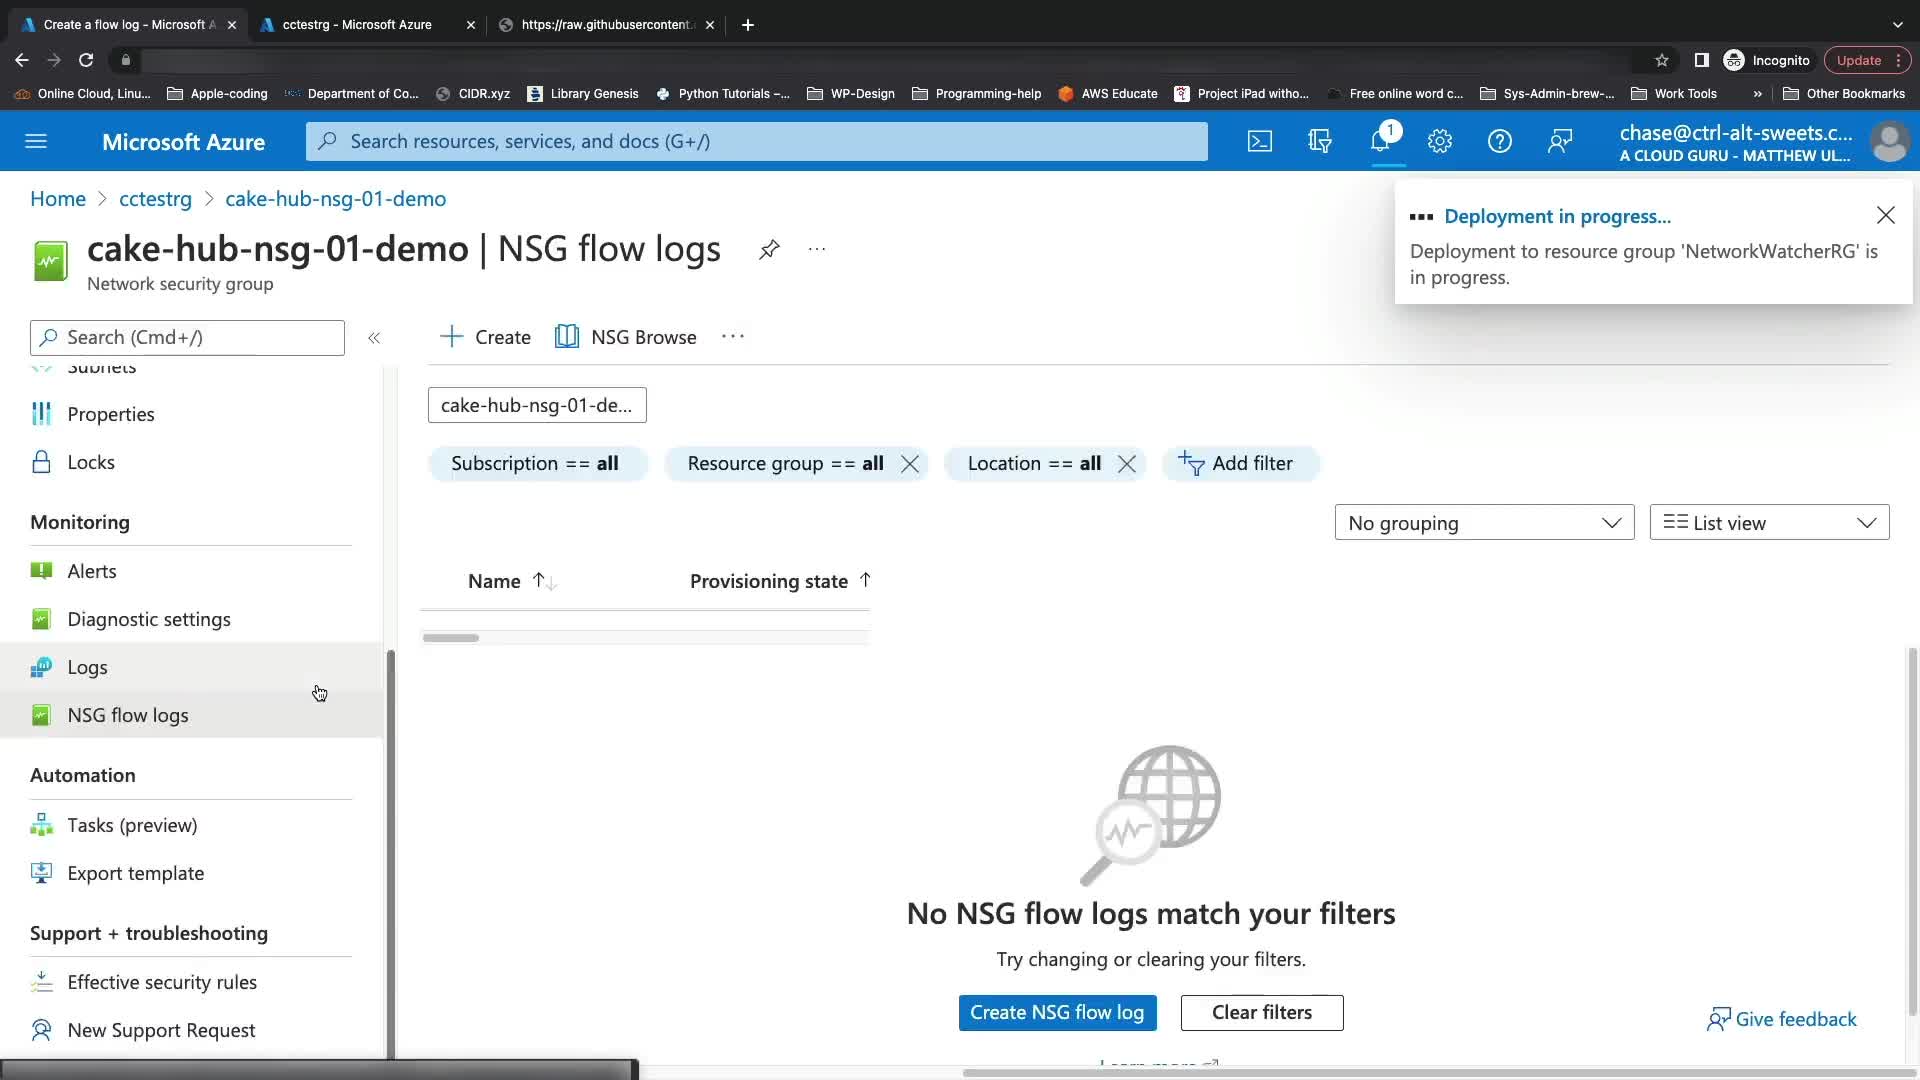 Create a flow log - Microsoft A
cctestrg - Microsoft Azure
https://raw.githubusercontent.
Incognito
Update
Online Cloud, Linu...
Apple-coding
Department of Co...
CIDR.xyz
Library Genesis
Python Tutorials –...
WP-Design
Programming-help
AWS Educate
Project iPad witho...
Free online word c...
Sys-Admin-brew-...
Work Tools
»
Other Bookmarks
Microsoft Azure
Search resources, services, and docs (G+/)
1
chase@ctrl-alt-sweets.c...
A CLOUD GURU - MATTHEW UL...
Home > cctestrg > cake-hub-nsg-01-demo
cake-hub-nsg-01-demo | NSG flow logs
...
Network security group
Deployment in progress...
Deployment to resource group 'NetworkWatcherRG' is
in progress.
Search (Cmd+/)
«
Create
NSG Browse
...
Subnets
Properties
Locks
Monitoring
Alerts
Diagnostic settings
Logs
NSG flow logs
Automation
Tasks (preview)
Export template
Support + troubleshooting
Effective security rules
New Support Request
cake-hub-nsg-01-de...
Subscription == all
Resource group == all
Location == all
Add filter
No grouping
List view
Name
Provisioning state
No NSG flow logs match your filters
Try changing or clearing your filters.
Create NSG flow log
Clear filters
Learn more
Give feedback